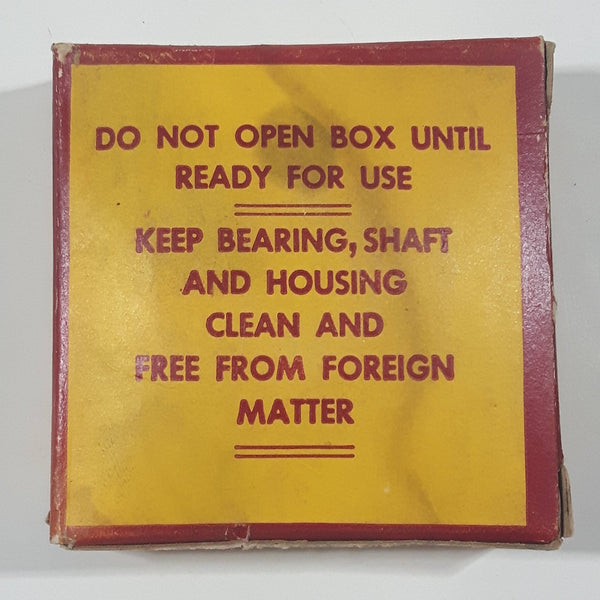 DO NOT OPEN BOX UNTIL
READY FOR USE
KEEP BEARING, SHAFT
AND HOUSING
CLEAN AND
FREE FROM FOREIGN
MATTER